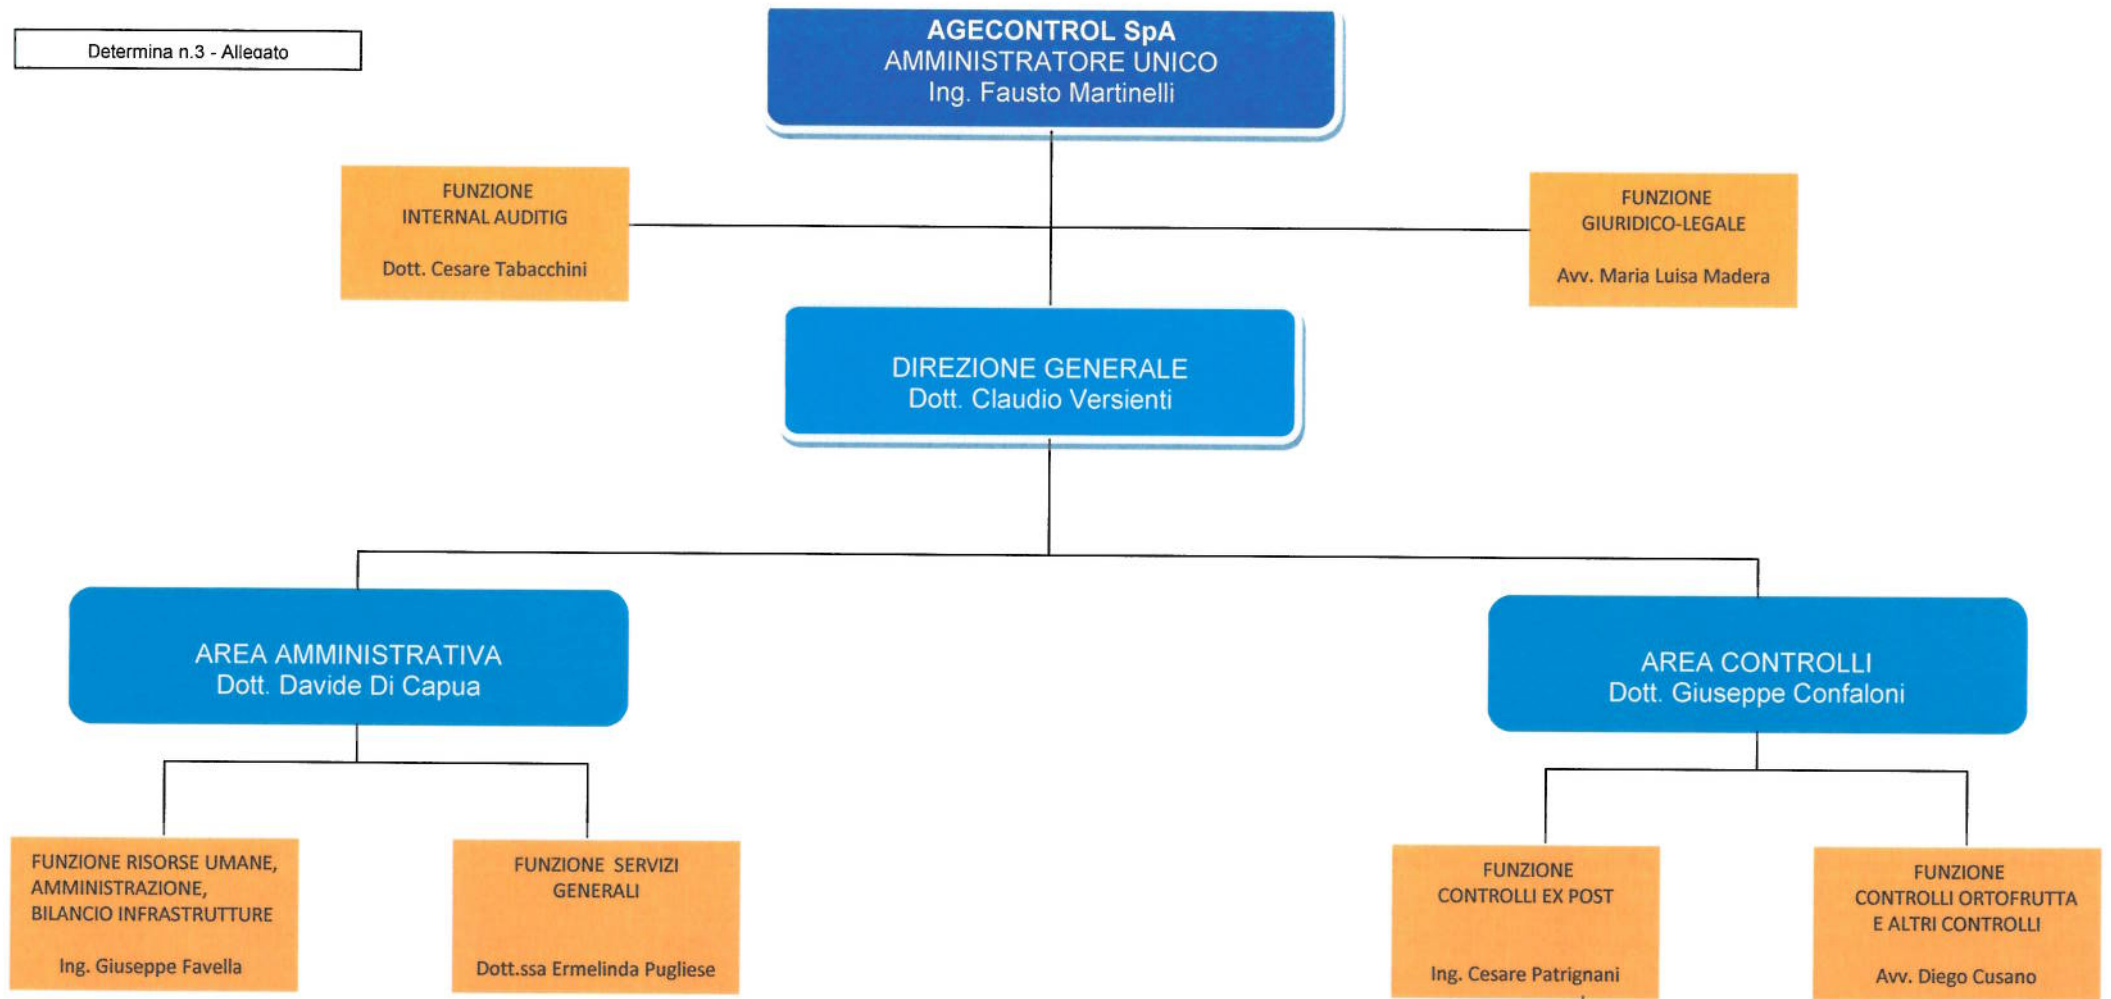 Determina n.3 - Allegato
AGECONTROL SpA
AMMINISTRATORE UNICO
Ing. Fausto Martinelli
FUNZIONE
INTERNAL AUDITIG
Dott. Cesare Tabacchini
FUNZIONE
GIURIDICO-LEGALE
Avv. Maria Luisa Madera
DIREZIONE GENERALE
Dott. Claudio Versienti
AREA AMMINISTRATIVA
Dott. Davide Di Capua
AREA CONTROLLI
Dott. Giuseppe Confaloni
FUNZIONE RISORSE UMANE,
AMMINISTRAZIONE,
BILANCIO INFRASTRUTTURE
Ing. Giuseppe Favella
FUNZIONE SERVIZI
GENERALI
Dott.ssa Ermelinda Pugliese
FUNZIONE
CONTROLLI EX POST
Ing. Cesare Patrignani
FUNZIONE
CONTROLLI ORTOFRUTTA
E ALTRI CONTROLLI
Avv. Diego Cusano